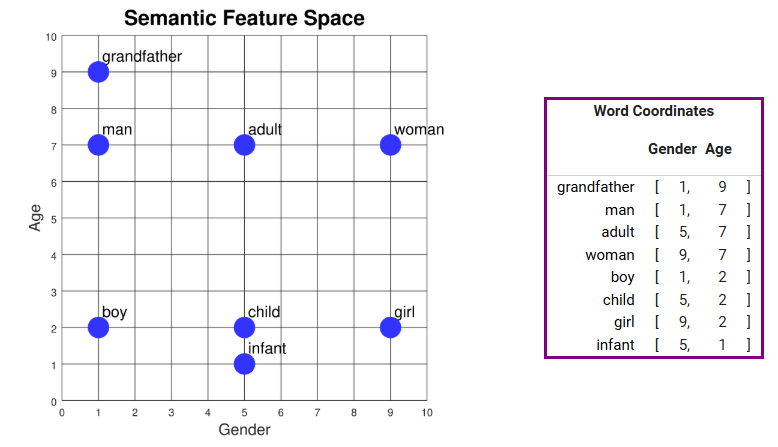 Semantic Feature Space
10
grandfather
9
8
man adult woman
7
6
5
4
3
boy child girl
2
infant
1
0
0 1 2 3 4 5 6 7 8 9 10
Age
Gender
Word Coordinates
Gender Age
grandfather [ 1, 9 ]
man [ 1, 7 ]
adult [ 5, 7 ]
woman [ 9, 7 ]
boy [ 1, 2 ]
child [ 5, 2 ]
girl [ 9, 2 ]
infant [ 5, 1 ]